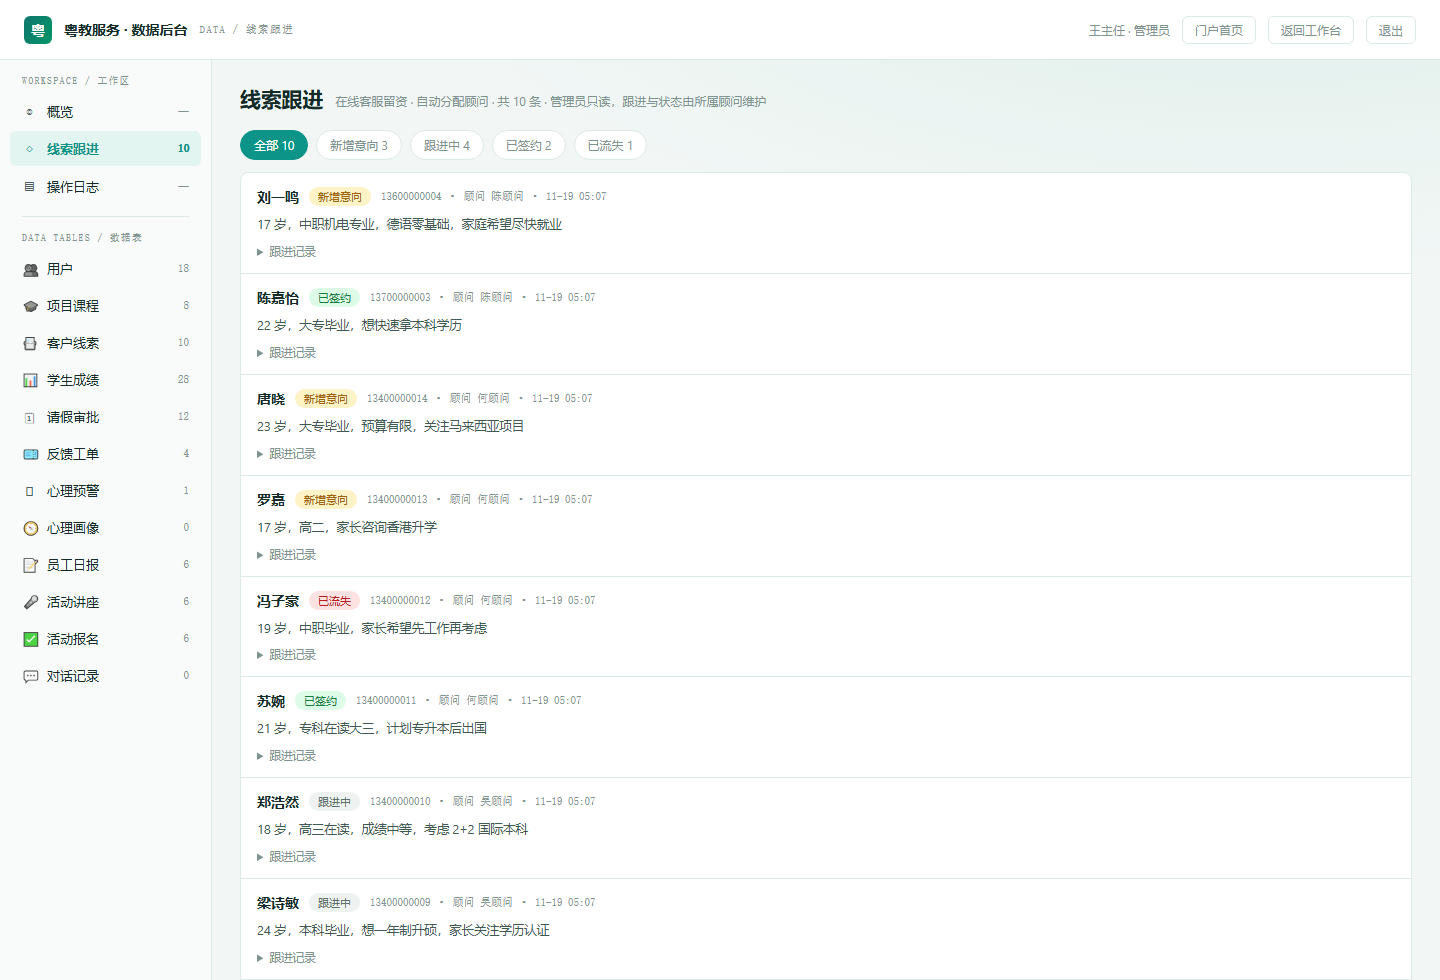 粤 粤教服务 · 数据后台 DATA / 线索跟进 王主任 · 管理员 门户首页 返回工作台 退出
WORKSPACE / 工作区
概览 —
线索跟进 10
操作日志 —
DATA TABLES / 数据表
用户 18
项目课程 8
客户线索 10
学生成绩 28
请假审批 12
反馈工单 4
心理预警 1
心理画像 0
员工日报 6
活动讲座 6
活动报名 6
对话记录 0
线索跟进 在线客服留资 · 自动分配顾问 · 共 10 条 · 管理员只读，跟进与状态由所属顾问维护
全部 10 新增意向 3 跟进中 4 已签约 2 已流失 1
刘一鸣 新增意向 13600000004 • 顾问 陈顾问 • 11-19 05:07
17 岁，中职机电专业，德语零基础，家庭希望尽快就业
▶ 跟进记录
陈嘉怡 已签约 13700000003 • 顾问 陈顾问 • 11-19 05:07
22 岁，大专毕业，想快速拿本科学历
▶ 跟进记录
唐晓 新增意向 13400000014 • 顾问 何顾问 • 11-19 05:07
23 岁，大专毕业，预算有限，关注马来西亚项目
▶ 跟进记录
罗嘉 新增意向 13400000013 • 顾问 何顾问 • 11-19 05:07
17 岁，高二，家长咨询香港升学
▶ 跟进记录
冯子豪 已流失 13400000012 • 顾问 何顾问 • 11-19 05:07
19 岁，中职毕业，家长希望先工作再考虑
▶ 跟进记录
苏婉 已签约 13400000011 • 顾问 何顾问 • 11-19 05:07
21 岁，专科在读大三，计划专升本后出国
▶ 跟进记录
郑浩然 跟进中 13400000010 • 顾问 吴顾问 • 11-19 05:07
18 岁，高三在读，成绩中等，考虑 2+2 国际本科
▶ 跟进记录
梁诗敏 跟进中 13400000009 • 顾问 吴顾问 • 11-19 05:07
24 岁，本科毕业，想一年制升硕，家长关注学历认证
▶ 跟进记录